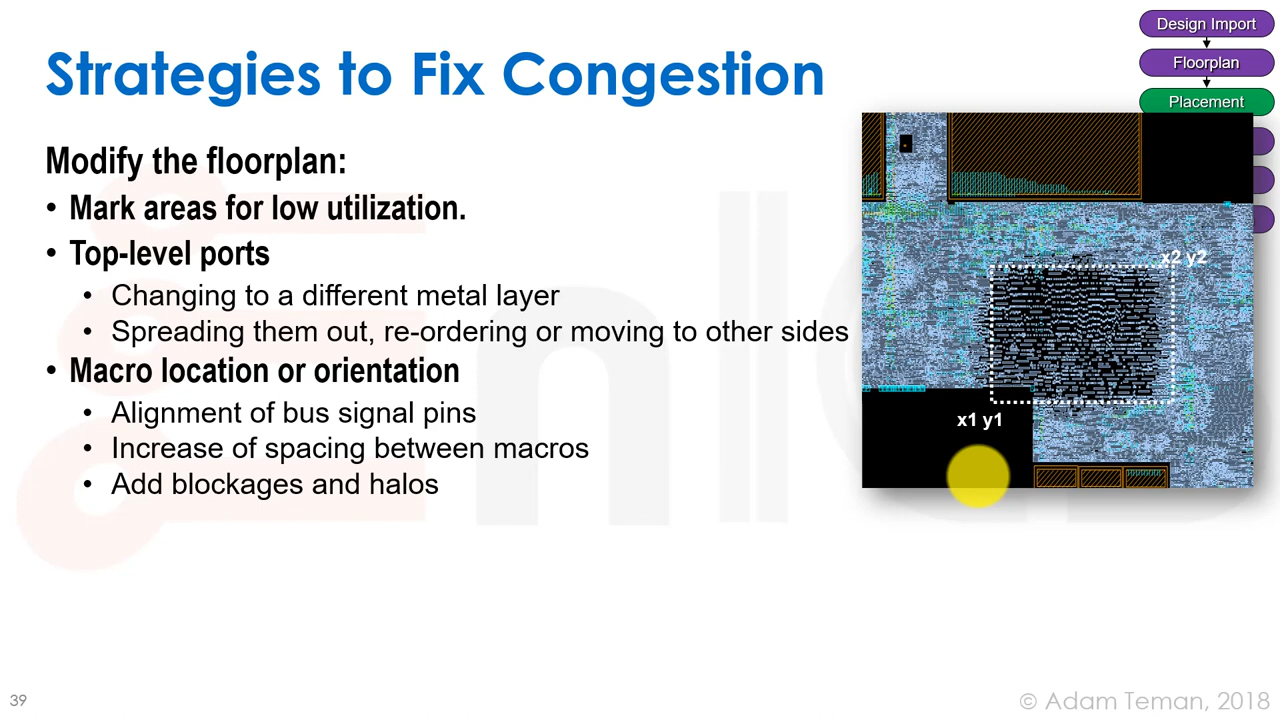 Strategies to Fix Congestion
Design Import
Floorplan
Placement
Modify the floorplan:
• Mark areas for low utilization.
• Top-level ports
• Changing to a different metal layer
• Spreading them out, re-ordering or moving to other sides
• Macro location or orientation
• Alignment of bus signal pins
• Increase of spacing between macros
• Add blockages and halos
x2 y2
x1 y1
39
© Adam Teman, 2018